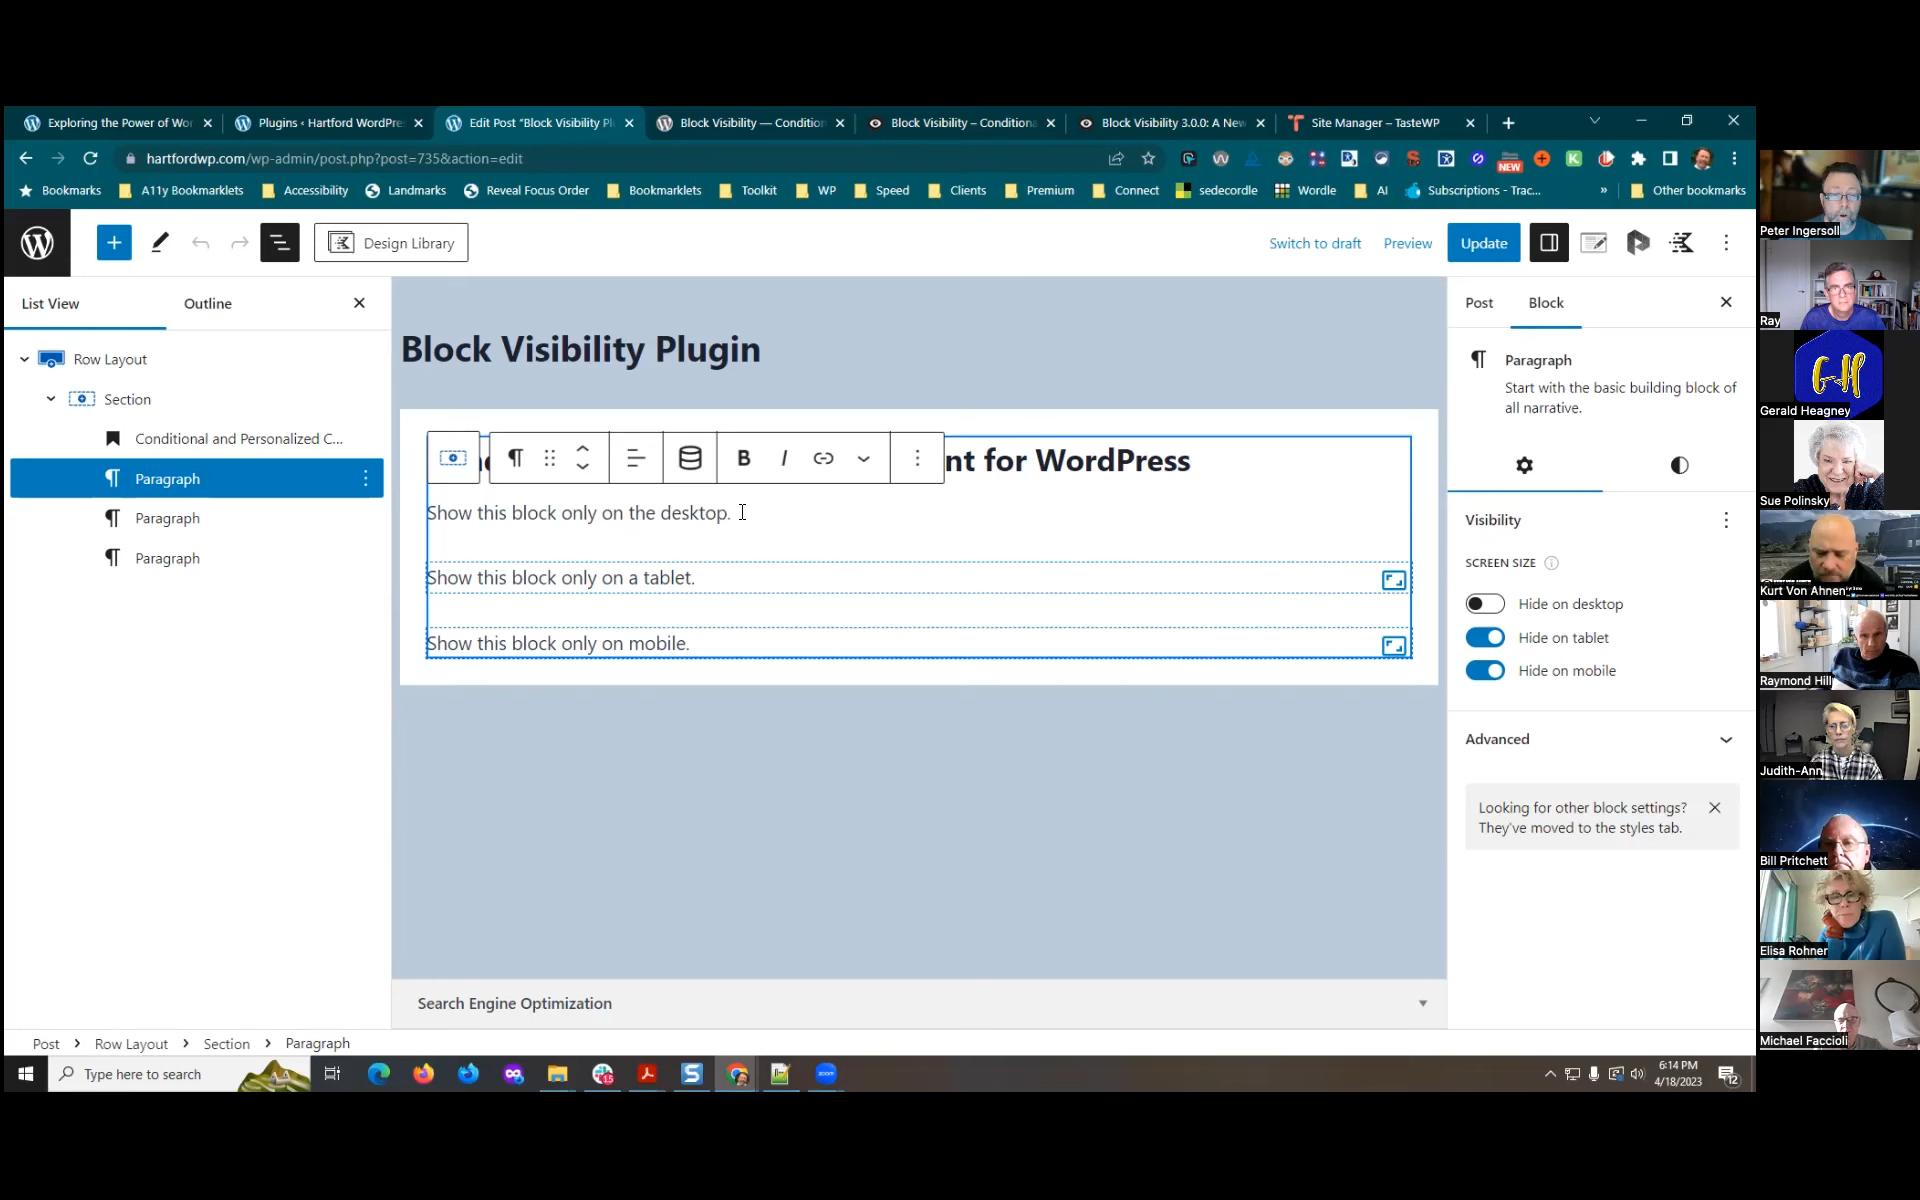 Exploring the Power of Wor
Plugins ‹ Hartford WordPre
Edit Post "Block Visibility Pl
Block Visibility — Condition
Block Visibility – Conditiona
Block Visibility 3.0.0: A New
Site Manager – TasteWP
hartfordwp.com/wp-admin/post.php?post=735&action=edit
NEW
Bookmarks
A11y Bookmarklets
Accessibility
Landmarks
Reveal Focus Order
Bookmarklets
Toolkit
WP
Speed
Clients
Premium
Connect
sedecordle
Wordle
AI
Subscriptions - Trac...
»
Other bookmarks
Design Library
Switch to draft
Preview
Update
List View
Outline
Row Layout
Section
Conditional and Personalized C...
Paragraph
Paragraph
Paragraph
Block Visibility Plugin
nt for WordPress
B I
Show this block only on the desktop.
Show this block only on a tablet.
Show this block only on mobile.
Search Engine Optimization
Post
Block
Paragraph
Start with the basic building block of
all narrative.
Visibility
SCREEN SIZE
Hide on desktop
Hide on tablet
Hide on mobile
Advanced
Looking for other block settings?
They've moved to the styles tab.
Post > Row Layout > Section > Paragraph
Type here to search
15
zoom
6:14 PM
4/18/2023
12
Peter Ingersoll
Ray
GH
Gerald Heagney
Sue Polinsky
Kurt Von Ahnen
Raymond Hill
Judith-Ann
Bill Pritchett
Elisa Rohner
Michael Faccioli